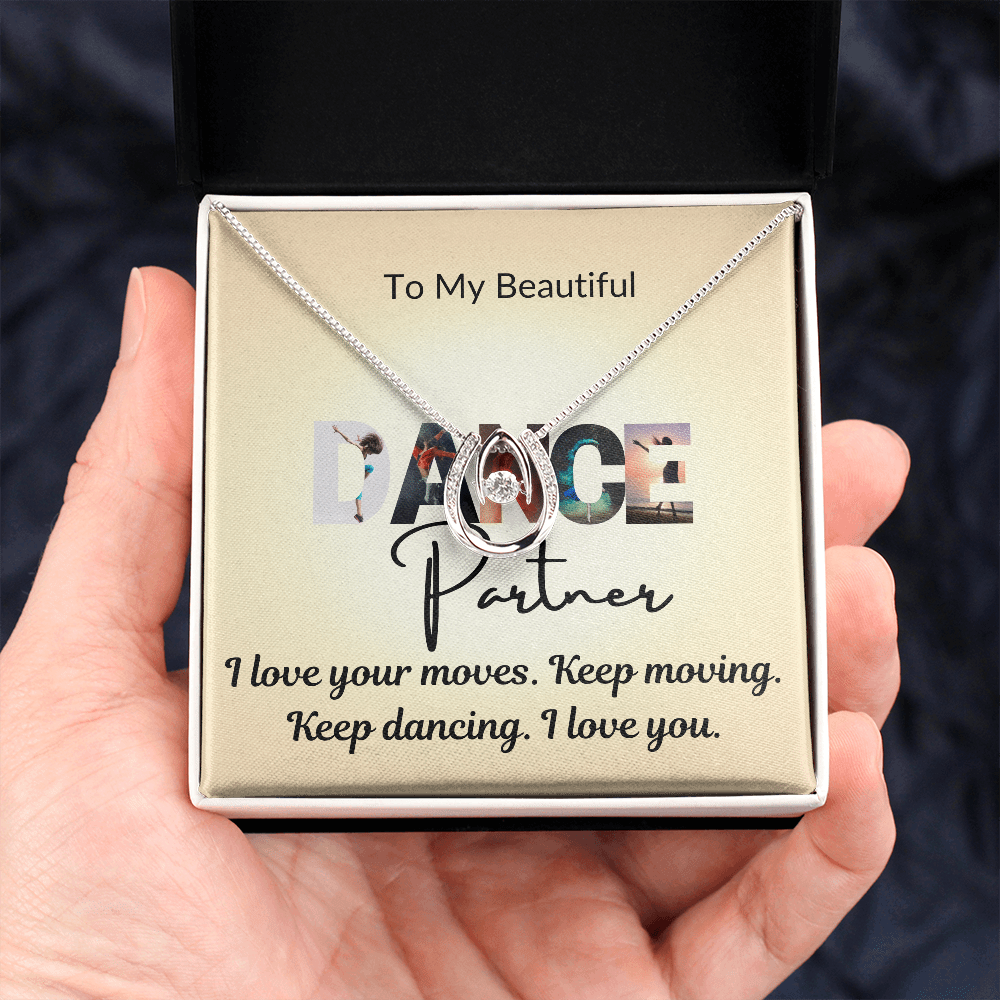 To My Beautiful
DANCE
Partner
I love your moves. Keep moving.
Keep dancing. I love you.